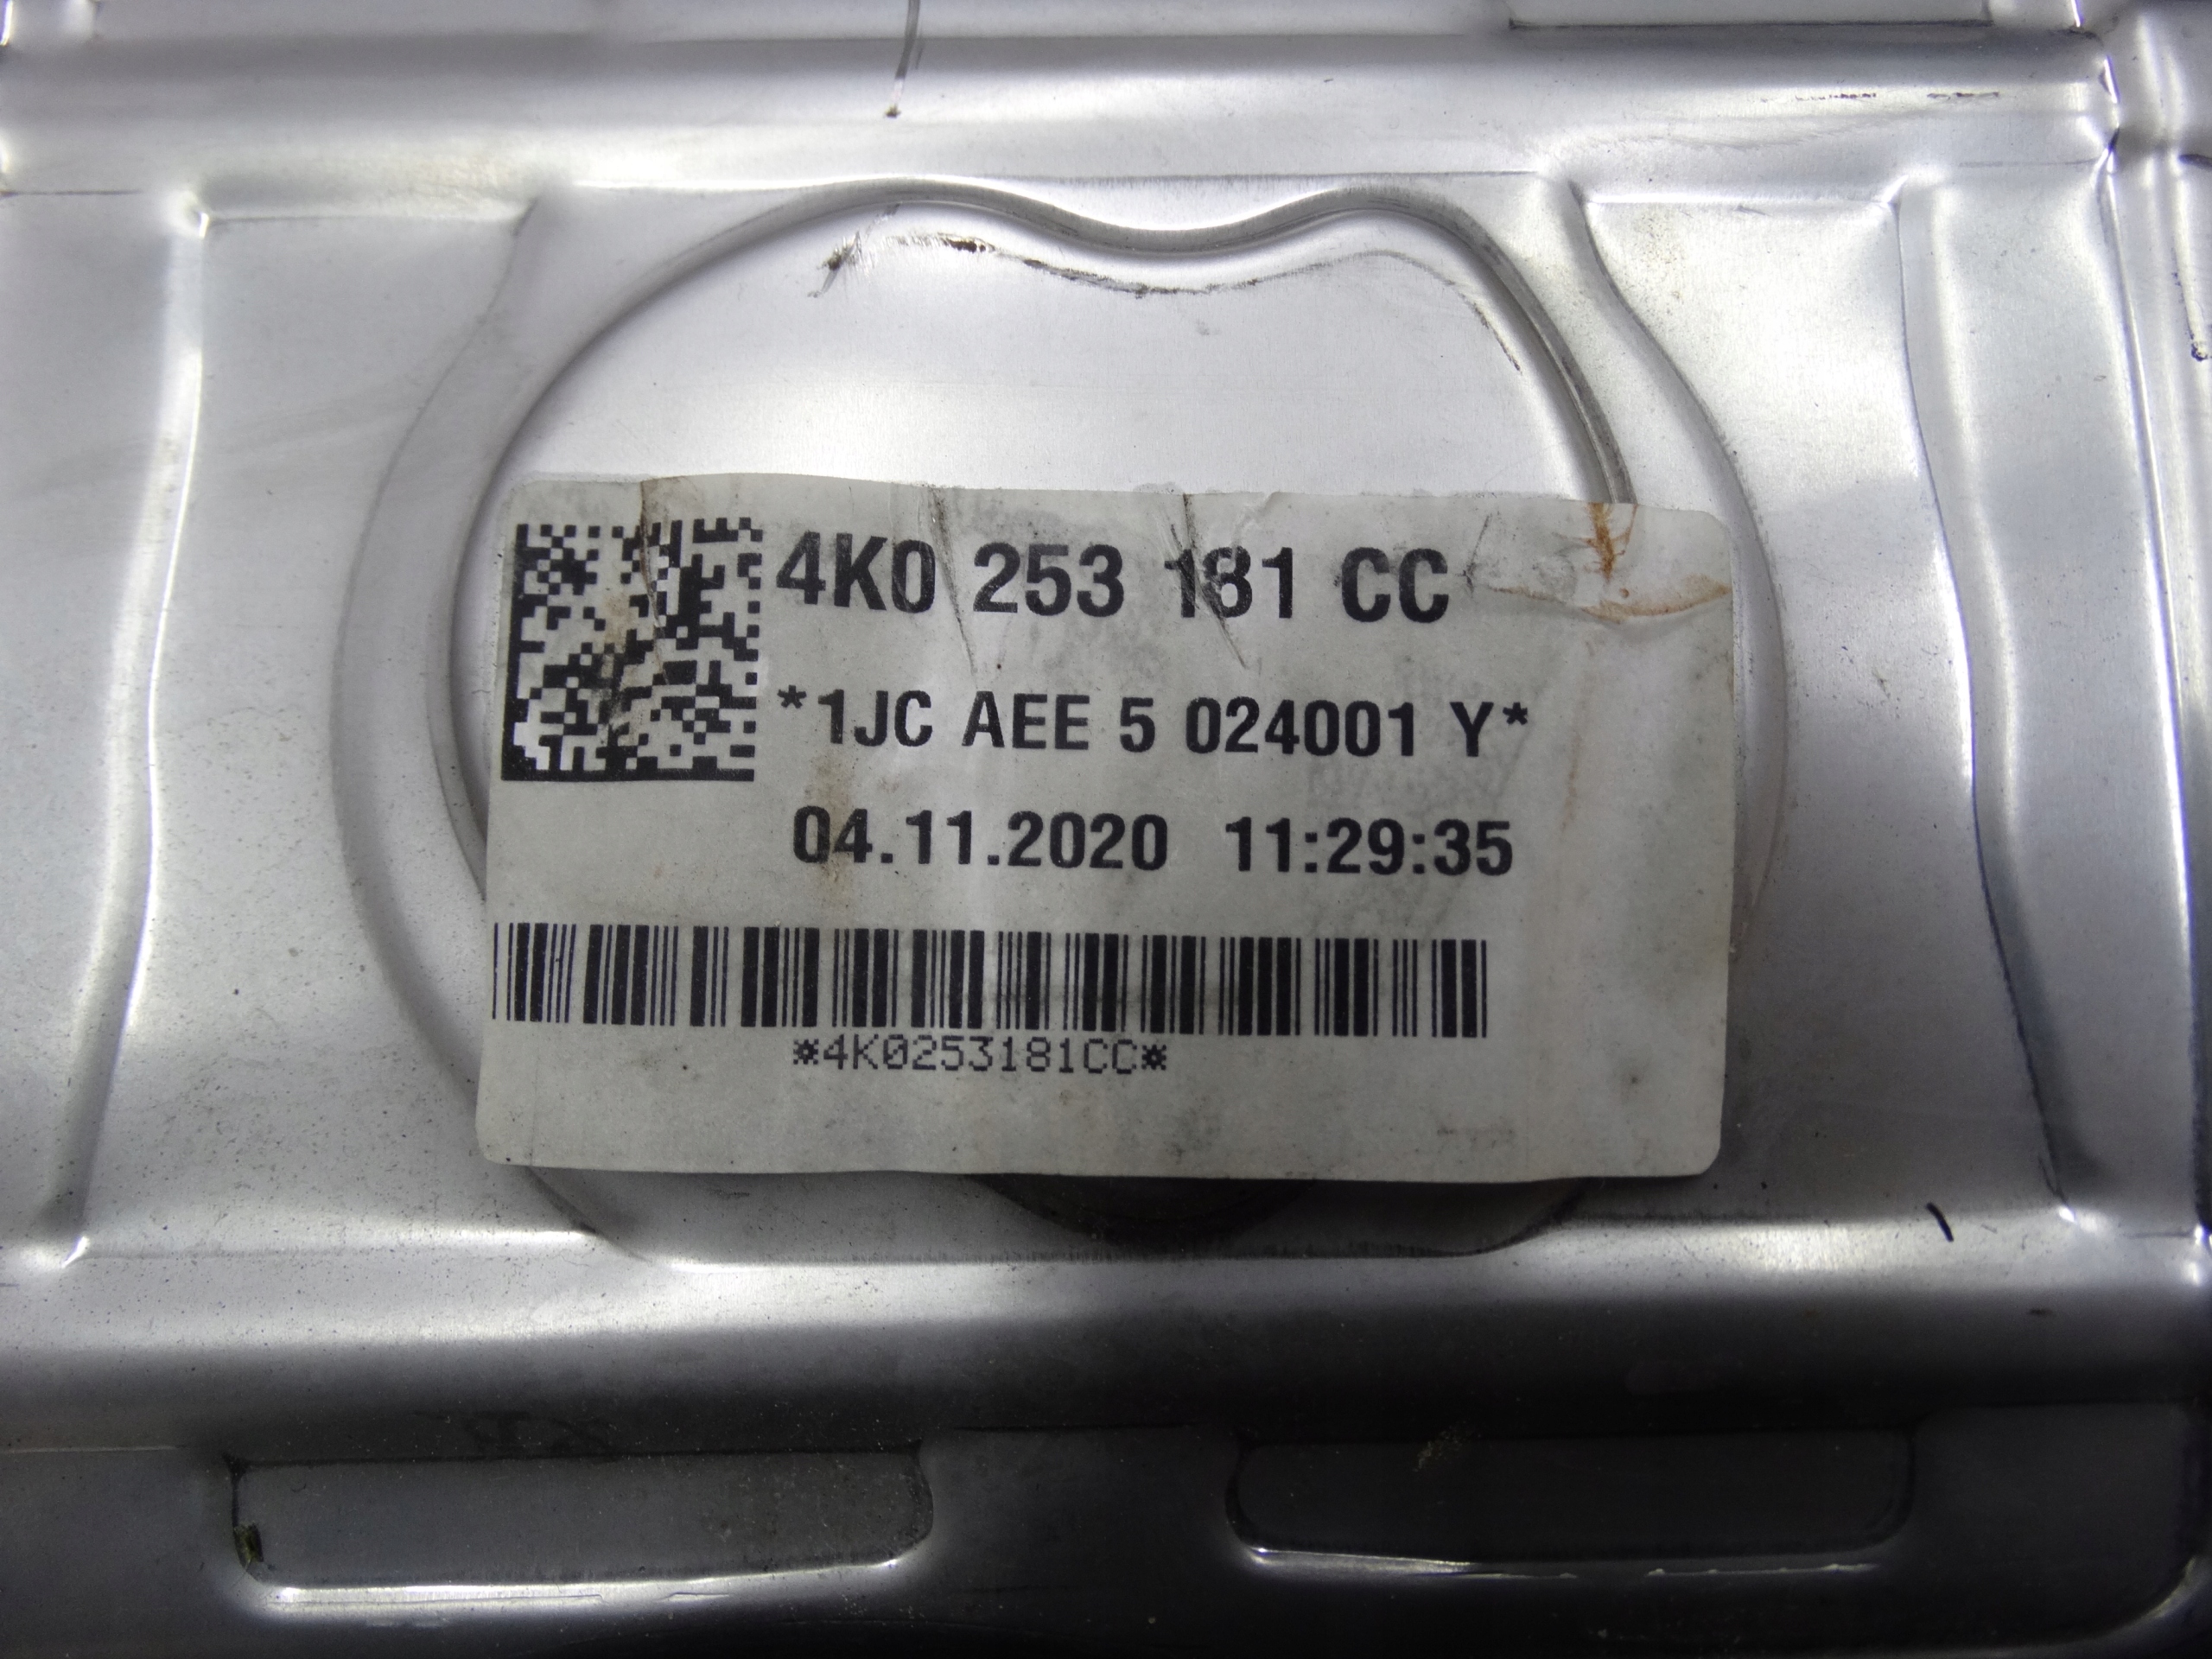 4K0 253 181 CC
*1JC AEE 5 024001 Y*
04.11.2020 11:29:35
*4K0253181CC*